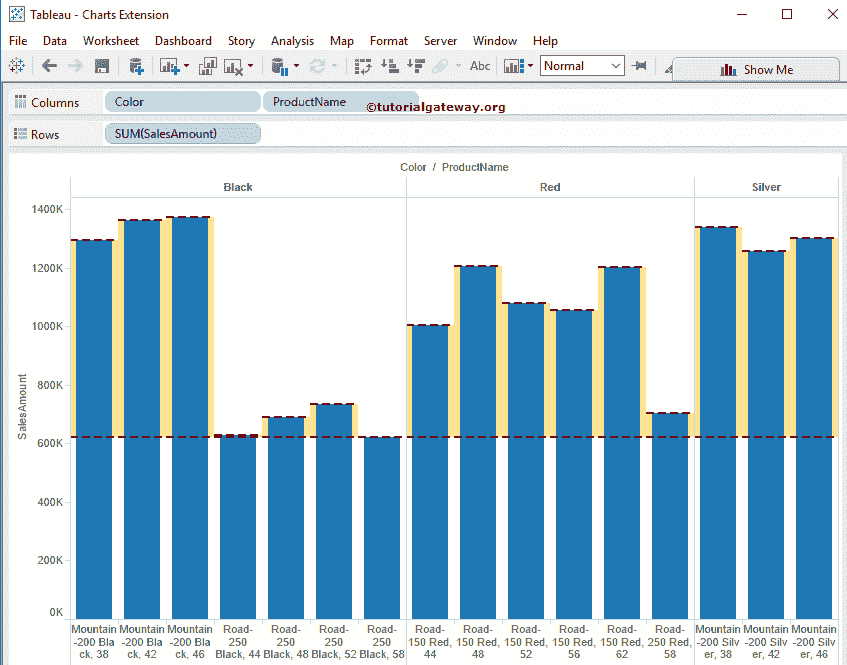 Tableau - Charts Extension
File Data Worksheet Dashboard Story Analysis Map Format Server Window Help
Abc Normal Show Me
Columns Color ProductName
©tutorialgateway.org
Rows SUM(SalesAmount)
Color / ProductName
Black Red Silver
1400K
1200K
1000K
800K
600K
400K
200K
0K
SalesAmount
Mountain Mountain Mountain Road- Road- Road- Road- Road- Road- Road- Road- Road- Road- Mountain Mountain Mountain
-200 Bla -200 Bla -200 Bla 250 250 250 250 150 Red, 150 Red, 150 Red, 150 Red, 150 Red, 250 Red, -200 Silv -200 Silv -200 Silv
ck, 38 ck, 42 ck, 46 Black, 44 Black, 48 Black, 52 Black, 58 44 48 52 56 62 58 er, 38 er, 42 er, 46